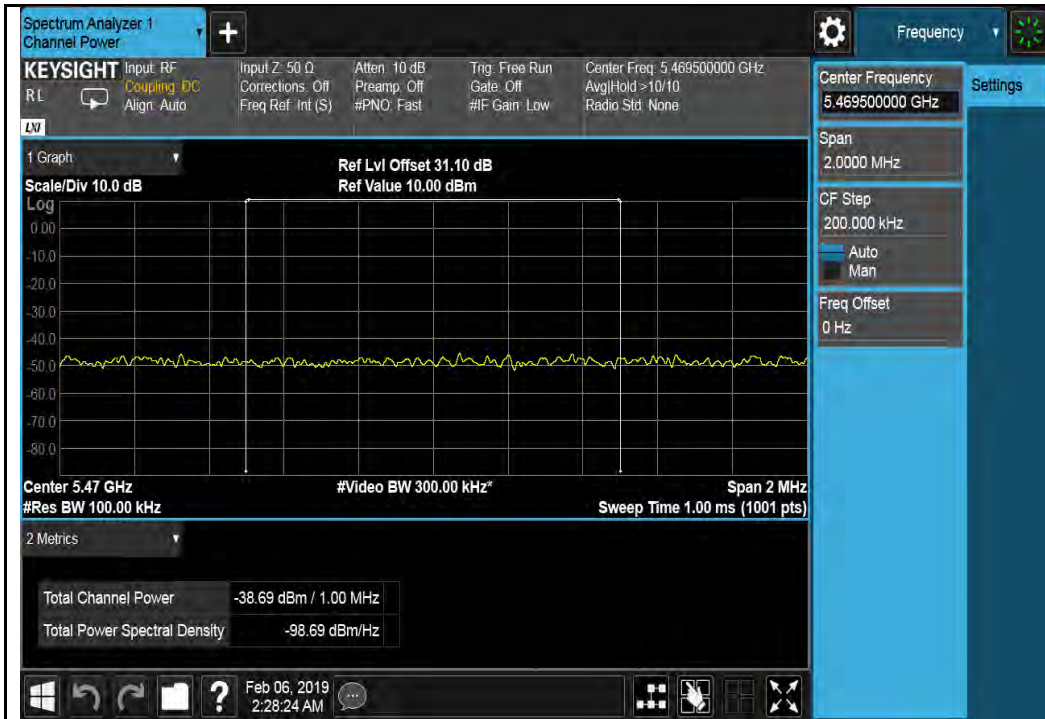 Spectrum Analyzer 1
Channel Power
+
Frequency
KEYSIGHT
R L
LXI
Input: RF
Coupling: DC
Align: Auto
Input Z: 50 Ω
Corrections: Off
Freq Ref: Int (S)
Atten: 10 dB
Preamp: Off
#PNO: Fast
Trig: Free Run
Gate: Off
#IF Gain: Low
Center Freq: 5.469500000 GHz
Avg|Hold >10/10
Radio Std: None
Center Frequency
5.469500000 GHz
Settings
Span
2.0000 MHz
CF Step
200.000 kHz
Auto
Man
Freq Offset
0 Hz
1 Graph
Ref Lvl Offset 31.10 dB
Scale/Div 10.0 dB
Ref Value 10.00 dBm
Log
0.00
-10.0
-20.0
-30.0
-40.0
-50.0
-60.0
-70.0
-80.0
Center 5.47 GHz
#Video BW 300.00 kHz*
Span 2 MHz
#Res BW 100.00 kHz
Sweep Time 1.00 ms (1001 pts)
2 Metrics
Total Channel Power
-38.69 dBm / 1.00 MHz
Total Power Spectral Density
-98.69 dBm/Hz
?
Feb 06, 2019
2:28:24 AM